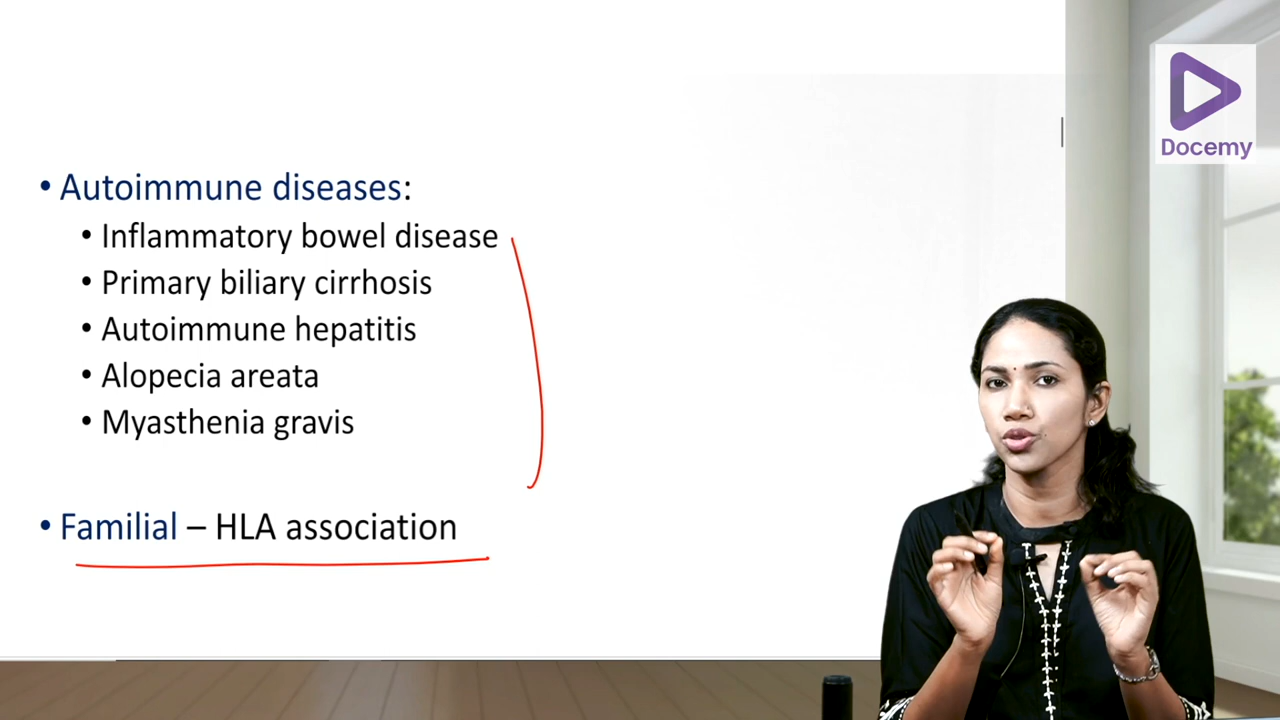 • Autoimmune diseases:
• Inflammatory bowel disease
• Primary biliary cirrhosis
• Autoimmune hepatitis
• Alopecia areata
• Myasthenia gravis
• Familial – HLA association
Docemy